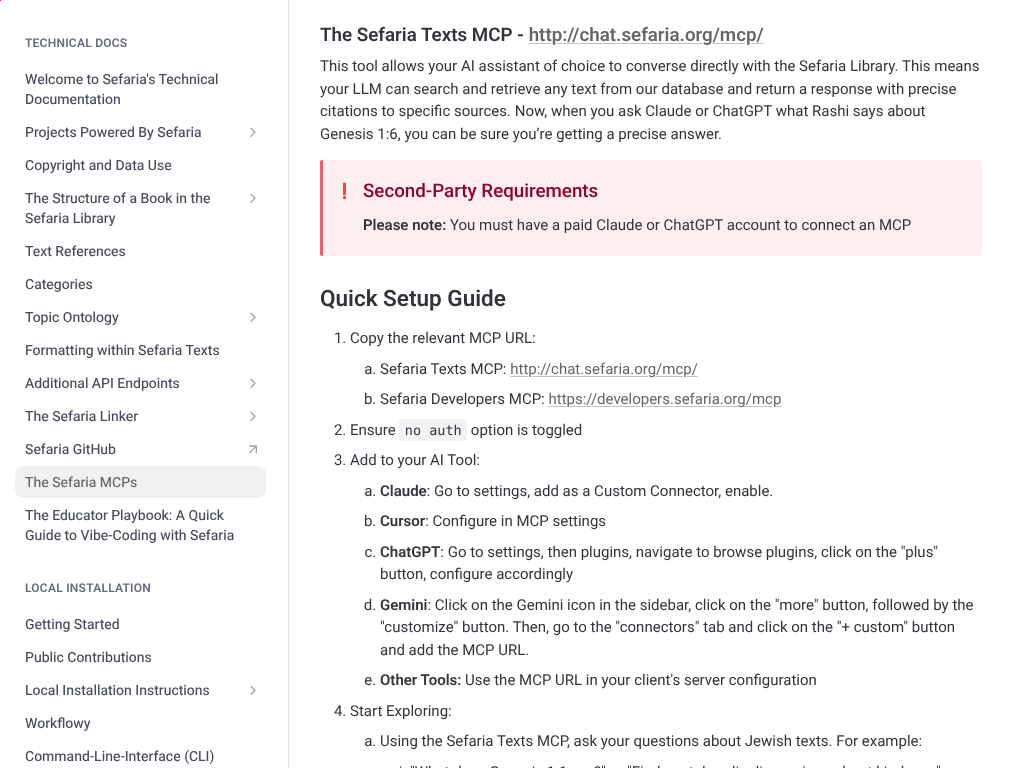 TECHNICAL DOCS
Welcome to Sefaria's Technical
Documentation
Projects Powered By Sefaria
Copyright and Data Use
The Structure of a Book in the
Sefaria Library
Text References
Categories
Topic Ontology
Formatting within Sefaria Texts
Additional API Endpoints
The Sefaria Linker
Sefaria GitHub
The Sefaria MCPs
The Educator Playbook: A Quick
Guide to Vibe-Coding with Sefaria
LOCAL INSTALLATION
Getting Started
Public Contributions
Local Installation Instructions
Workflowy
Command-Line-Interface (CLI)
The Sefaria Texts MCP - http://chat.sefaria.org/mcp/
This tool allows your AI assistant of choice to converse directly with the Sefaria Library. This means
your LLM can search and retrieve any text from our database and return a response with precise
citations to specific sources. Now, when you ask Claude or ChatGPT what Rashi says about
Genesis 1:6, you can be sure you’re getting a precise answer.
❗ Second-Party Requirements
Please note: You must have a paid Claude or ChatGPT account to connect an MCP
Quick Setup Guide
1. Copy the relevant MCP URL:
a. Sefaria Texts MCP: http://chat.sefaria.org/mcp/
b. Sefaria Developers MCP: https://developers.sefaria.org/mcp
2. Ensure no auth option is toggled
3. Add to your AI Tool:
a. Claude: Go to settings, add as a Custom Connector, enable.
b. Cursor: Configure in MCP settings
c. ChatGPT: Go to settings, then plugins, navigate to browse plugins, click on the "plus"
button, configure accordingly
d. Gemini: Click on the Gemini icon in the sidebar, click on the "more" button, followed by the
"customize" button. Then, go to the "connectors" tab and click on the "+ custom" button
and add the MCP URL.
e. Other Tools: Use the MCP URL in your client's server configuration
4. Start Exploring:
a. Using the Sefaria Texts MCP, ask your questions about Jewish texts. For example: